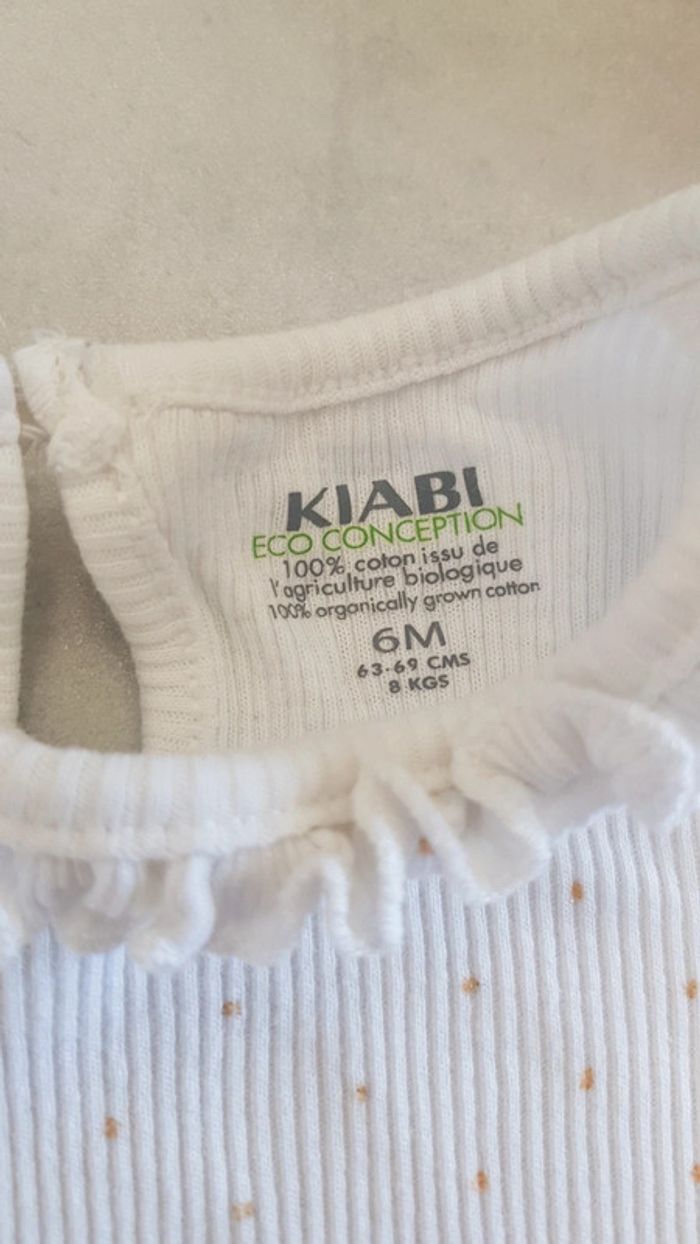 KIABI
ECO CONCEPTION
100% coton issu de
l'agriculture biologique
100% organically grown cotton
6M
63-69 CMS
8 KGS